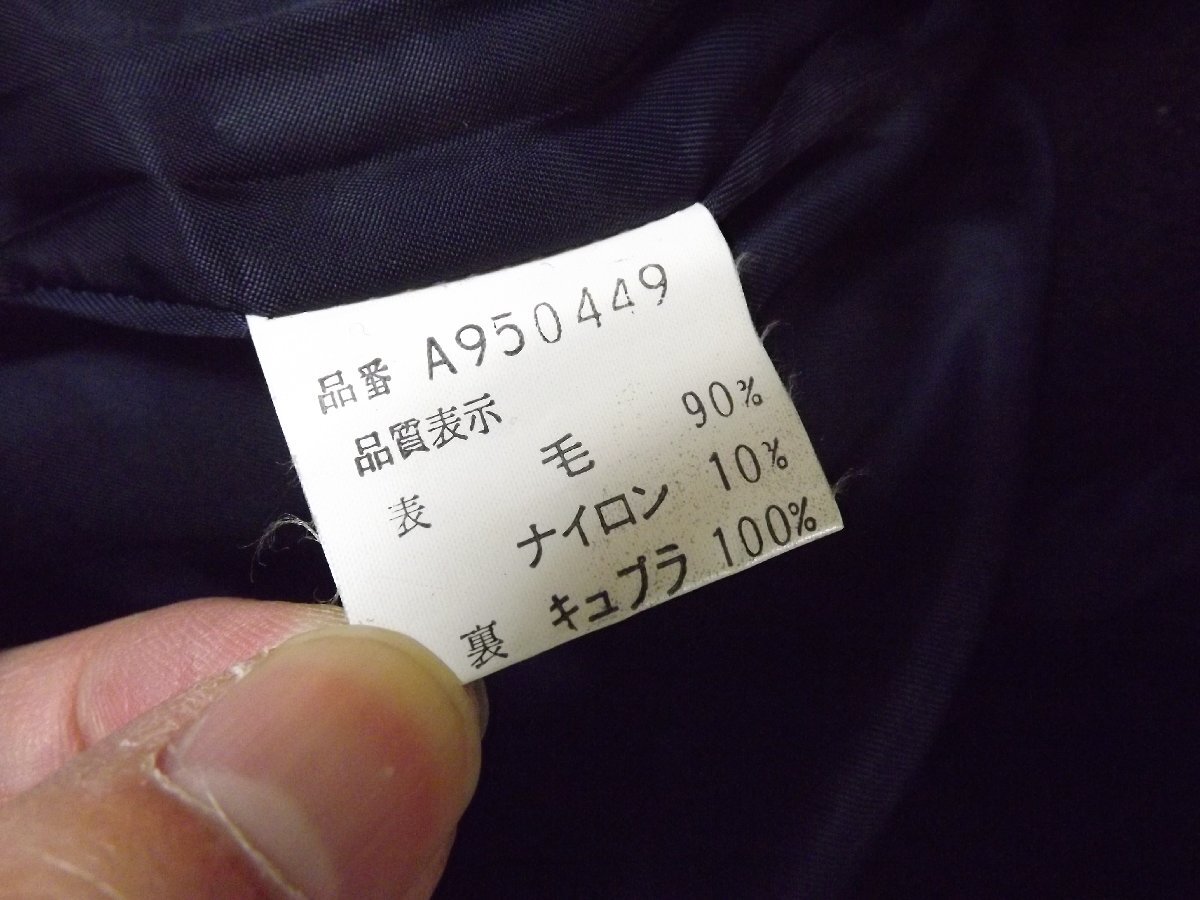 品番 A950449
品質表示
表 毛 90%
ナイロン 10%
裏 キュプラ 100%